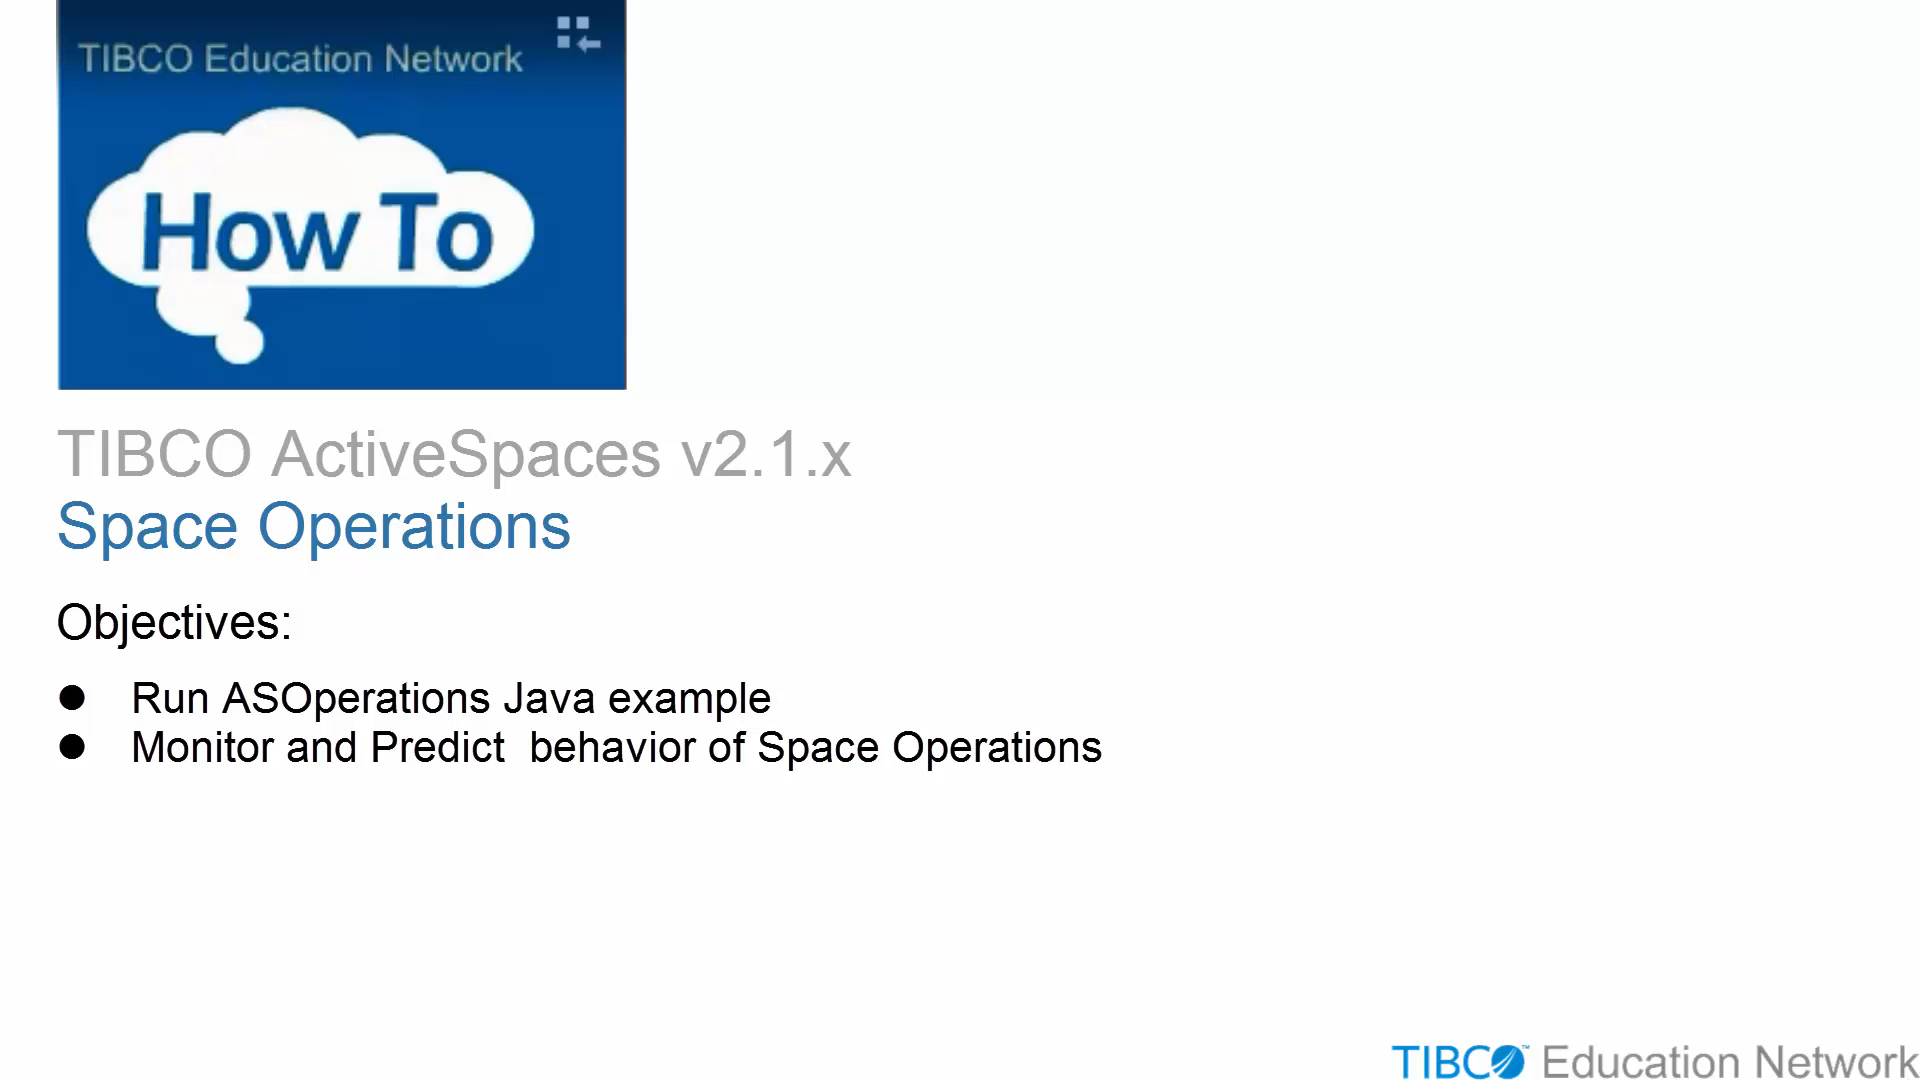 TIBCO Education Network
How To
TIBCO ActiveSpaces v2.1.x
Space Operations
Objectives:
● Run ASOperations Java example
● Monitor and Predict behavior of Space Operations
TIBCO™ Education Network